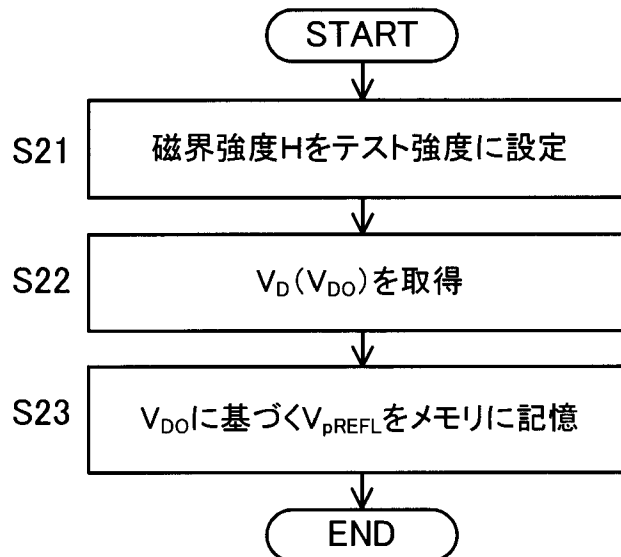 START
S21 磁界強度Hをテスト強度に設定
S22 VD(VDO)を取得
S23 VDOに基づくVpREFLをメモリに記憶
END